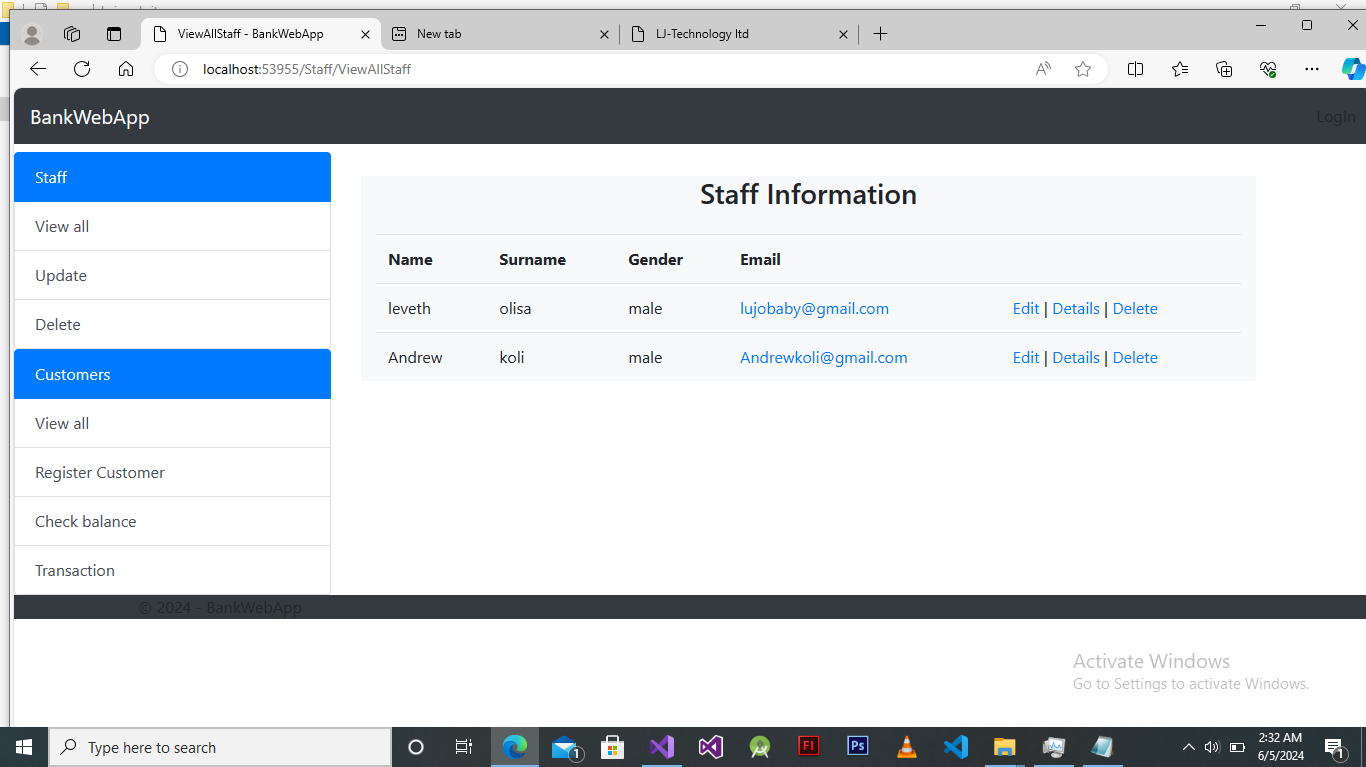 ViewAllStaff - BankWebApp
New tab
LJ-Technology ltd
localhost:53955/Staff/ViewAllStaff
BankWebApp
LogIn
Staff
View all
Update
Delete
Customers
View all
Register Customer
Check balance
Transaction
Staff Information
Name Surname Gender Email
leveth olisa male lujobaby@gmail.com Edit | Details | Delete
Andrew koli male Andrewkoli@gmail.com Edit | Details | Delete
© 2024 - BankWebApp
Activate Windows
Go to Settings to activate Windows.
Type here to search
1
Fl
Ps
2:32 AM
6/5/2024
1